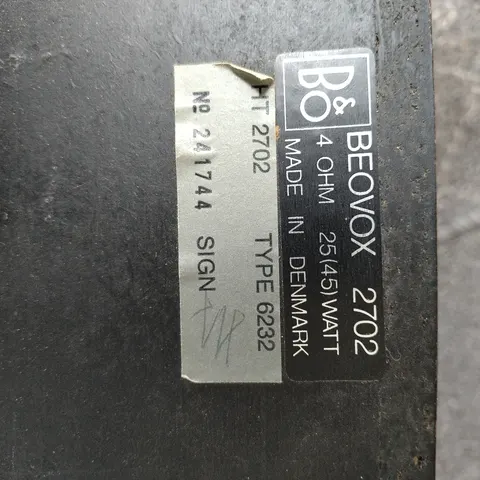 B&O
BEOVOX 2702
4 OHM 25(45)WATT
MADE IN DENMARK
HT 2702 TYPE 6232
№ 241744 SIGN